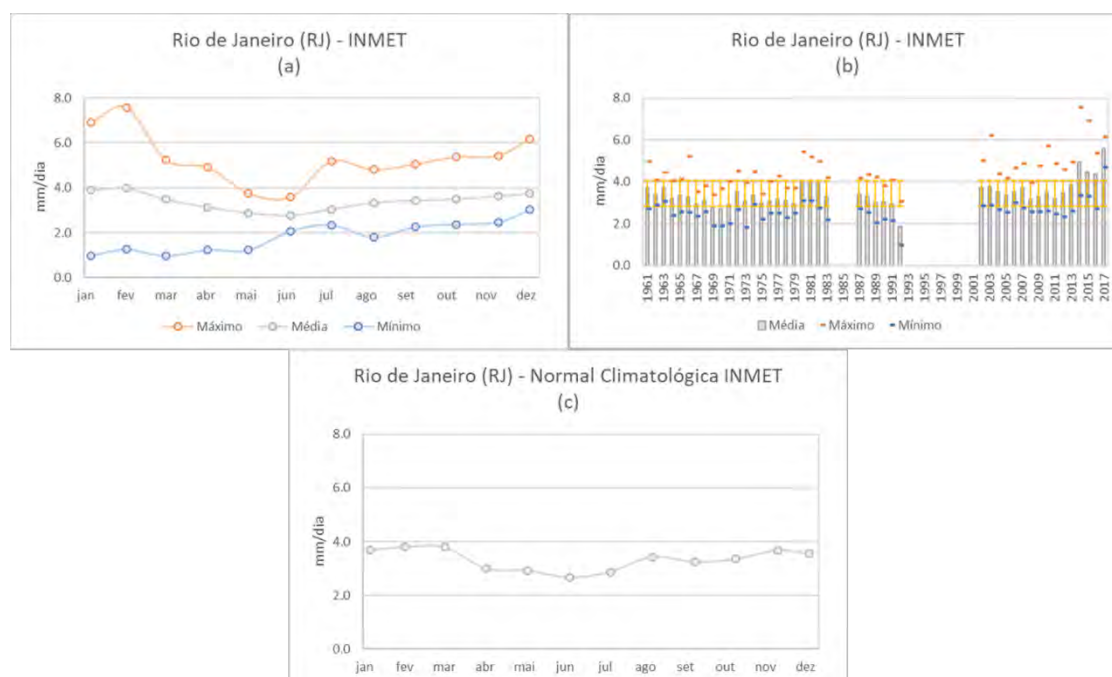 Rio de Janeiro (RJ) - INMET
(a)
8.0
6.0
4.0
2.0
0.0
mm/dia
jan fev mar abr mai jun jul ago set out nov dez
Máximo Média Mínimo
Rio de Janeiro (RJ) - INMET
(b)
8.0
6.0
4.0
2.0
0.0
mm/dia
1961 1963 1965 1967 1969 1971 1973 1975 1977 1979 1981 1983 1985 1987 1989 1991 1993 1995 1997 1999 2001 2003 2005 2007 2009 2011 2013 2015 2017
Média Máximo Mínimo
Rio de Janeiro (RJ) - Normal Climatológica INMET
(c)
8.0
6.0
4.0
2.0
0.0
mm/dia
jan fev mar abr mai jun jul ago set out nov dez